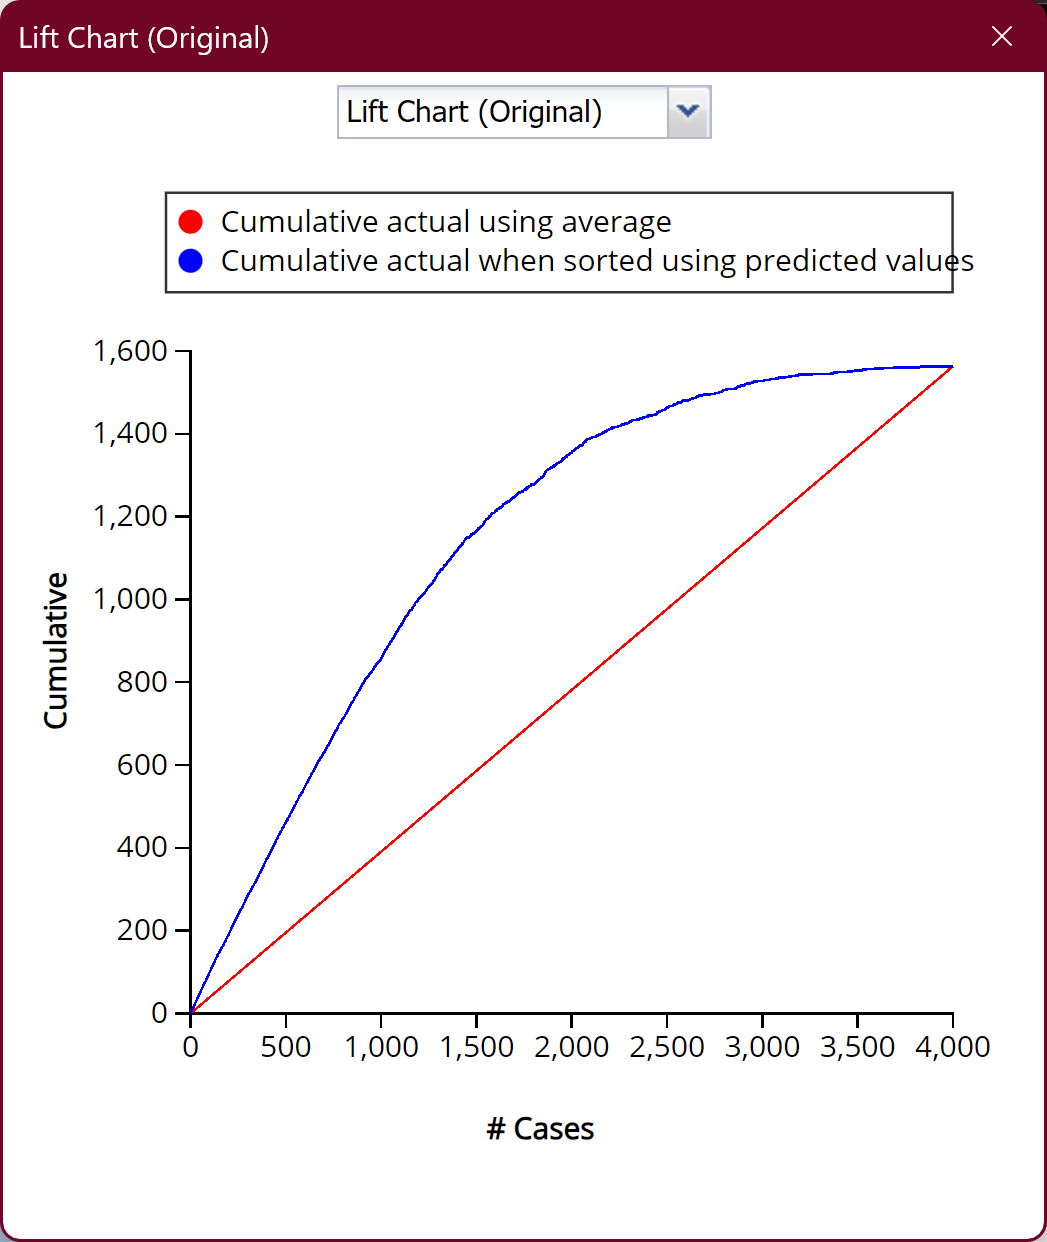 Lift Chart (Original)
Lift Chart (Original)
Cumulative actual using average
Cumulative actual when sorted using predicted values
1,600
1,400
1,200
1,000
800
600
400
200
0
Cumulative
0 500 1,000 1,500 2,000 2,500 3,000 3,500 4,000
# Cases